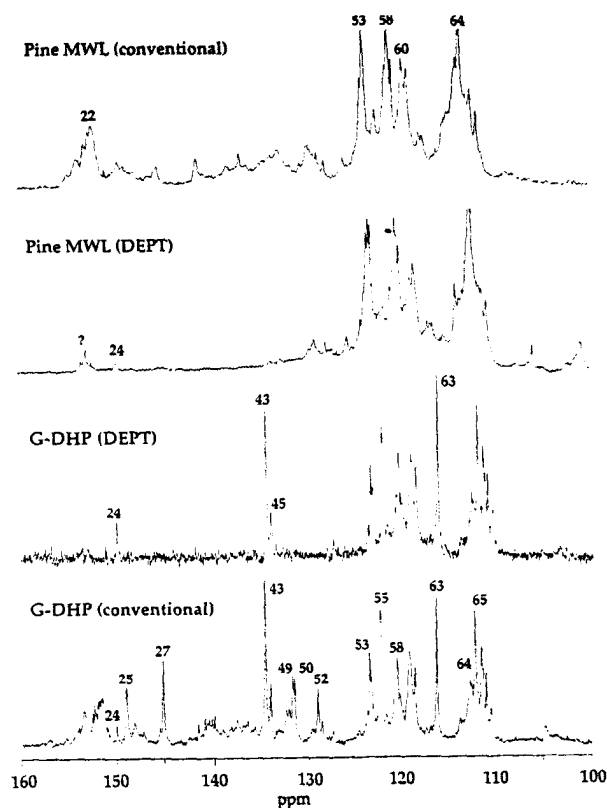 53 58 64
Pine MWL (conventional)
60
22
Pine MWL (DEPT)
?
24
43 63
G-DHP (DEPT)
45
24
43
G-DHP (conventional)
63
55 65
27
53 58
25 49 50 64
52
24
160 150 140 130 120 110 100
ppm